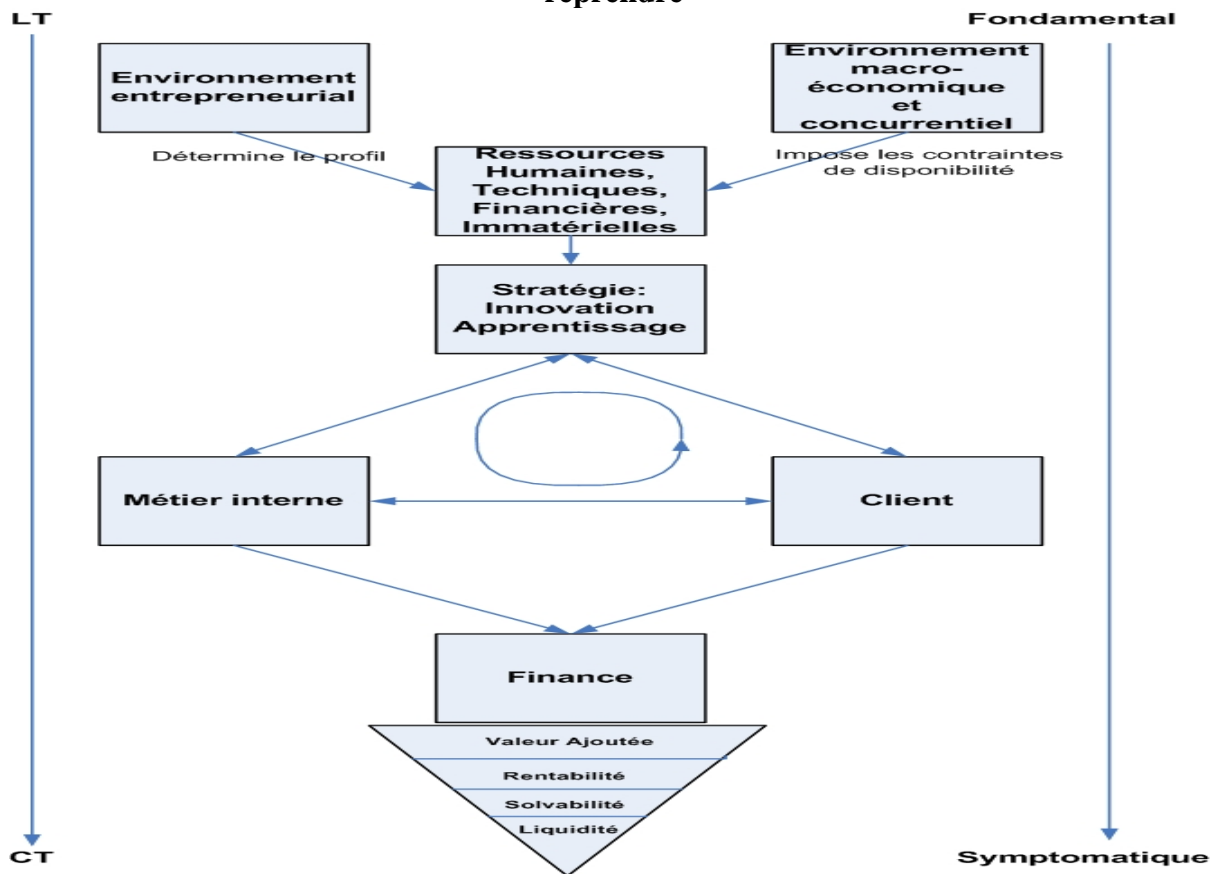 reprendre
LT
Fondamental
Environnement
entrepreneurial
Environnement
macro-
économique
et
concurrentiel
Détermine le profil
Impose les contraintes
de disponibilité
Ressources
Humaines,
Techniques,
Financières,
Immatérielles
Stratégie:
Innovation
Apprentissage
Métier interne
Client
Finance
Valeur Ajoutée
Rentabilité
Solvabilité
Liquidité
CT
Symptomatique